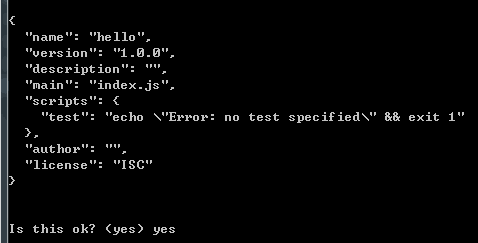 {
  "name": "hello",
  "version": "1.0.0",
  "description": "",
  "main": "index.js",
  "scripts": {
    "test": "echo \"Error: no test specified\" && exit 1"
  },
  "author": "",
  "license": "ISC"
}
Is this ok? (yes) yes